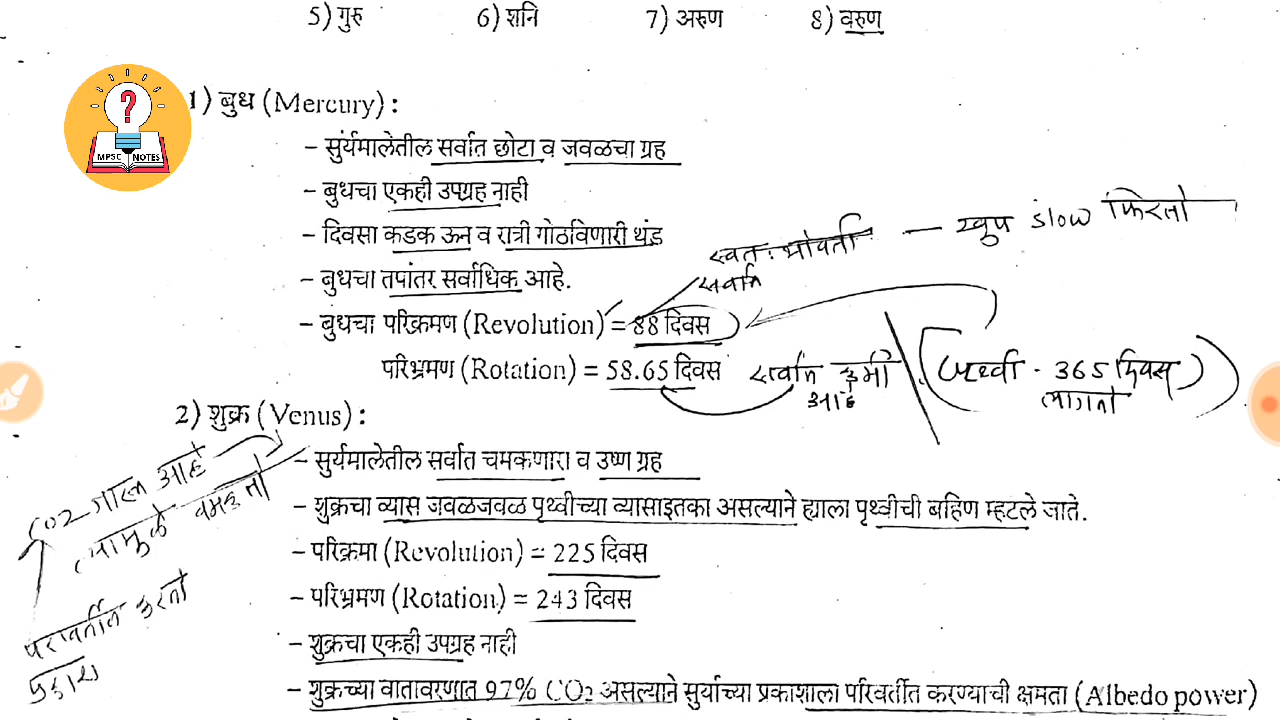 5) गुरु 6) शनि 7) अरुण 8) वरुण
1) बुध (Mercury) :
MPSC NOTES
– सुर्यमालेतील सर्वात छोटा व जवळचा ग्रह
– बुधचा एकही उपग्रह नाही
– दिवसा कडक ऊन व रात्री गोठविणारी थंड
स्वतः भोवती — खुप slow फिरतो
– बुधचा तपांतर सर्वाधिक आहे.
सर्वात
– बुधचा परिक्रमण (Revolution) = 88 दिवस
परिभ्रमण (Rotation) = 58.65 दिवस
सर्वात कमी आहे
(पृथ्वी - 365 दिवस लागतो)
2) शुक्र (Venus) :
– सुर्यमालेतील सर्वात चमकणारा व उष्ण ग्रह
CO2 जास्त आहे
त्यामुळे चमकतो
– शुक्रचा व्यास जवळजवळ पृथ्वीच्या व्यासाइतका असल्याने ह्याला पृथ्वीची बहिण म्हटले जाते.
– परिक्रमा (Revolution) = 225 दिवस
– परिभ्रमण (Rotation) = 243 दिवस
परावर्तीत करतो
प्रकाश
– शुक्रचा एकही उपग्रह नाही
– शुक्रच्या वातावरणात 97% CO₂ असल्याने सुर्याच्या प्रकाशाला परिवर्तीत करण्याची क्षमता (Albedo power)